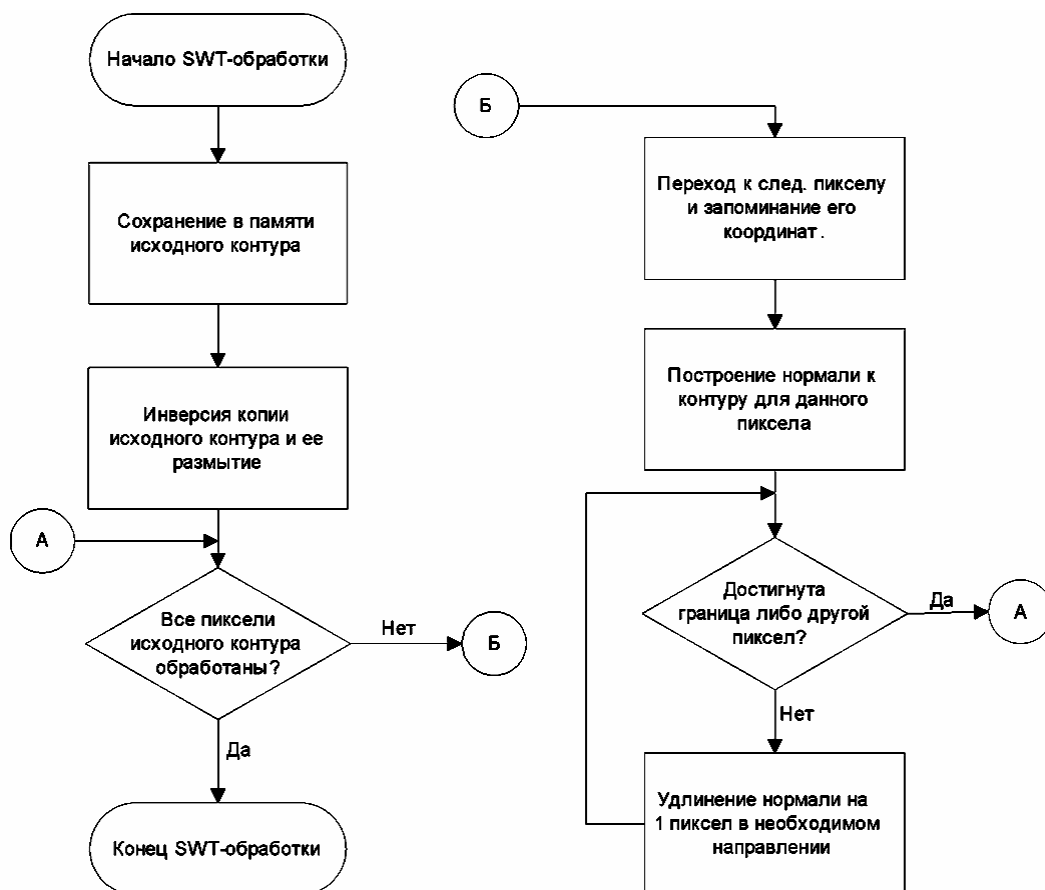 Начало SWT-обработки
Сохранение в памяти
исходного контура
Инверсия копии
исходного контура и ее
размытие
А
Все пиксели
исходного контура
обработаны?
Нет
Б
Да
Конец SWT-обработки
Б
Переход к след. пикселу
и запоминание его
координат .
Построение нормали к
контуру для данного
пиксела
Достигнута
граница либо другой
пиксел?
Да
А
Нет
Удлинение нормали на
1 пиксел в необходимом
направлении